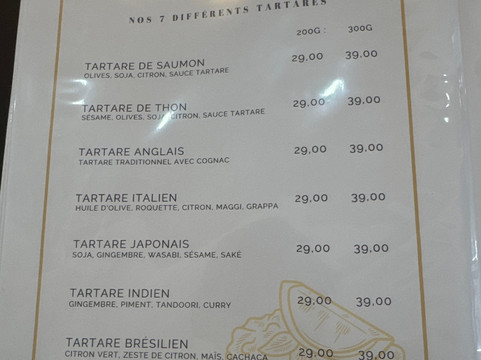 NOS 7 DIFFÉRENTS TARTARES
200G : 300G
TARTARE DE SAUMON 29,00 39,00
OLIVES, SOJA, CITRON, SAUCE TARTARE
TARTARE DE THON 29,00 39,00
SÉSAME, OLIVES, SOJA, CITRON, SAUCE TARTARE
TARTARE ANGLAIS 29,00 39,00
TARTARE TRADITIONNEL AVEC COGNAC
TARTARE ITALIEN 29,00 39,00
HUILE D'OLIVE, ROQUETTE, CITRON, MAGGI, GRAPPA
TARTARE JAPONAIS 29,00 39,00
SOJA, GINGEMBRE, WASABI, SÉSAME, SAKÉ
TARTARE INDIEN 29,00 39,00
GINGEMBRE, PIMENT, TANDOORI, CURRY
TARTARE BRÉSILIEN 29,00 39,00
CITRON VERT, ZESTE DE CITRON, MAÏS, CACHAÇA